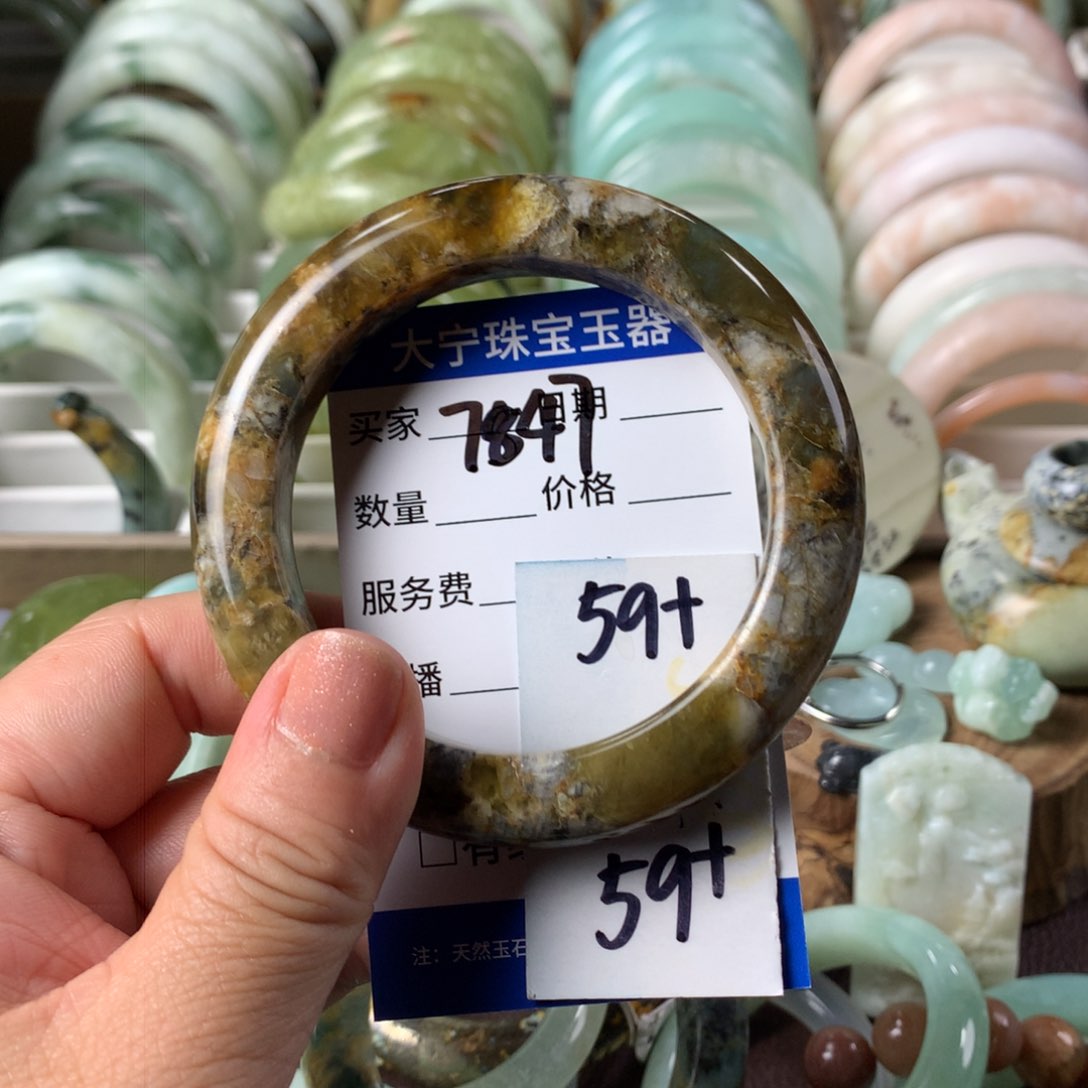 大宁珠宝玉器
买家 7847 日期
数量 价格
服务费
59+
播
59+
注：天然玉石